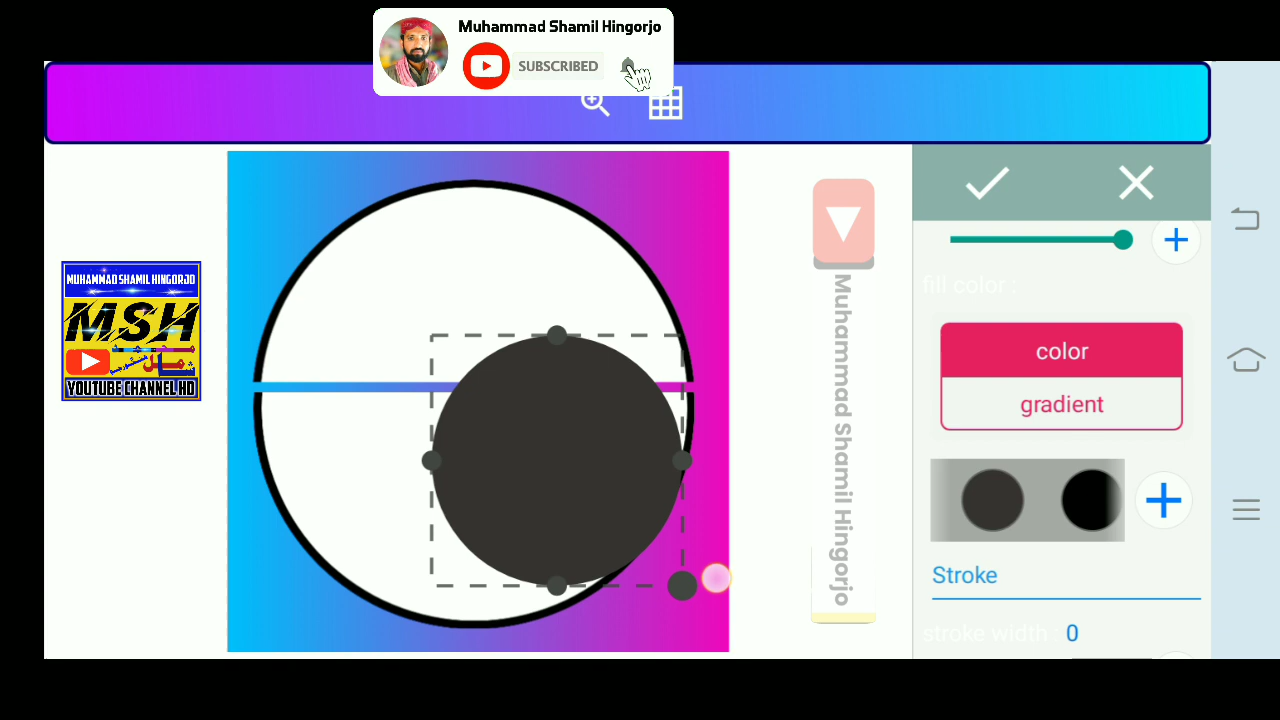 Muhammad Shamil Hingorjo
SUBSCRIBED
MUHAMMAD SHAMIL HINGORJO
MSH
YOUTUBE CHANNEL HD
Muhammad Shamil Hingorjo
fill color :
color
gradient
Stroke
stroke width 0